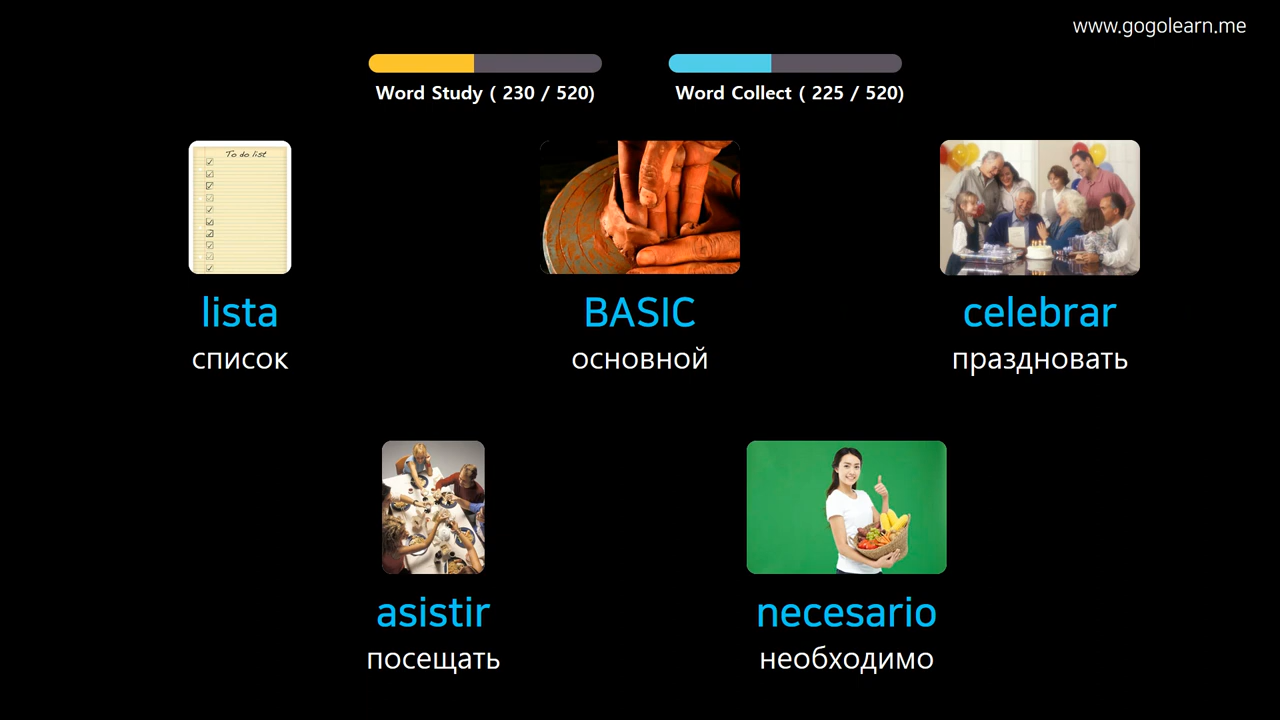 www.gogolearn.me
Word Study ( 230 / 520)
Word Collect ( 225 / 520)
To do list
lista
список
BASIC
основной
celebrar
праздновать
asistir
посещать
necesario
необходимо